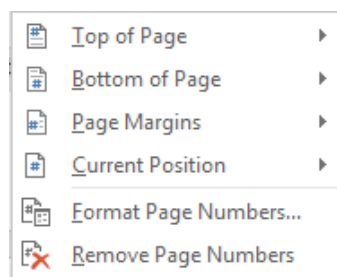 Top of Page
Bottom of Page
Page Margins
Current Position
Format Page Numbers...
Remove Page Numbers